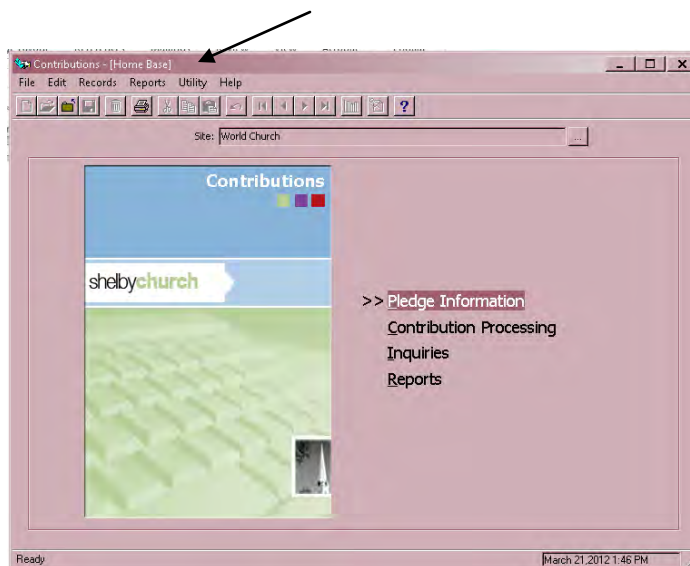 Contributions - [Home Base]
File Edit Records Reports Utility Help
?
Site: World Church ...
Contributions
shelbychurch
>> Pledge Information
Contribution Processing
Inquiries
Reports
Ready March 21,2012 1:46 PM